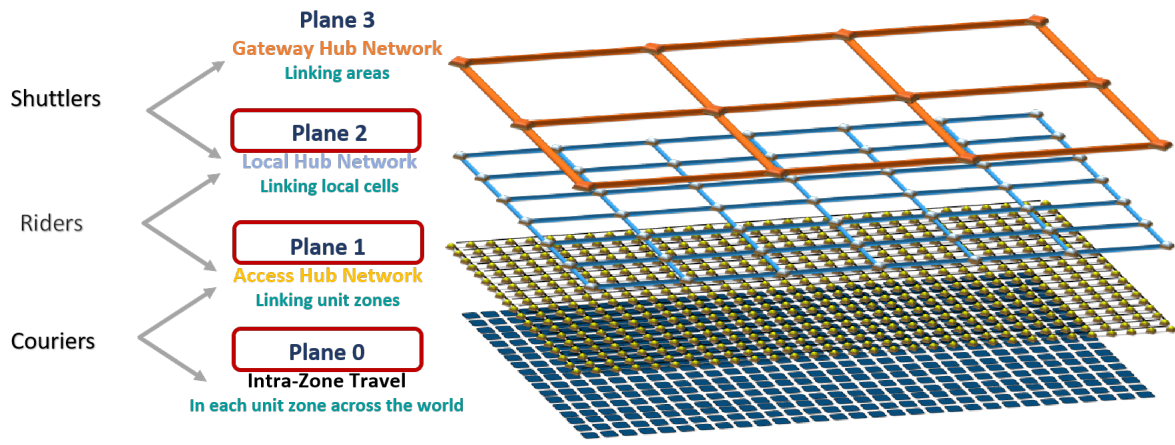 Plane 3
Gateway Hub Network
Linking areas
Shuttlers
Plane 2
Local Hub Network
Linking local cells
Riders
Plane 1
Access Hub Network
Linking unit zones
Couriers
Plane 0
Intra-Zone Travel
In each unit zone across the world